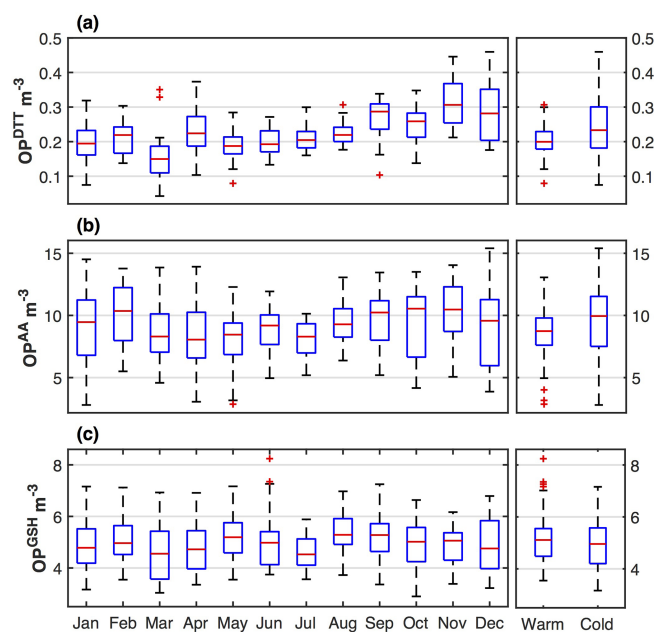 (a)
0.5 0.5
0.4 0.4
0.3 0.3
0.2 0.2
0.1 0.1
OP^DTT m^-3
(b)
15 15
10 10
5 5
OP^AA m^-3
(c)
8 8
6 6
4 4
OP^GSH m^-3
Jan Feb Mar Apr May Jun Jul Aug Sep Oct Nov Dec Warm Cold